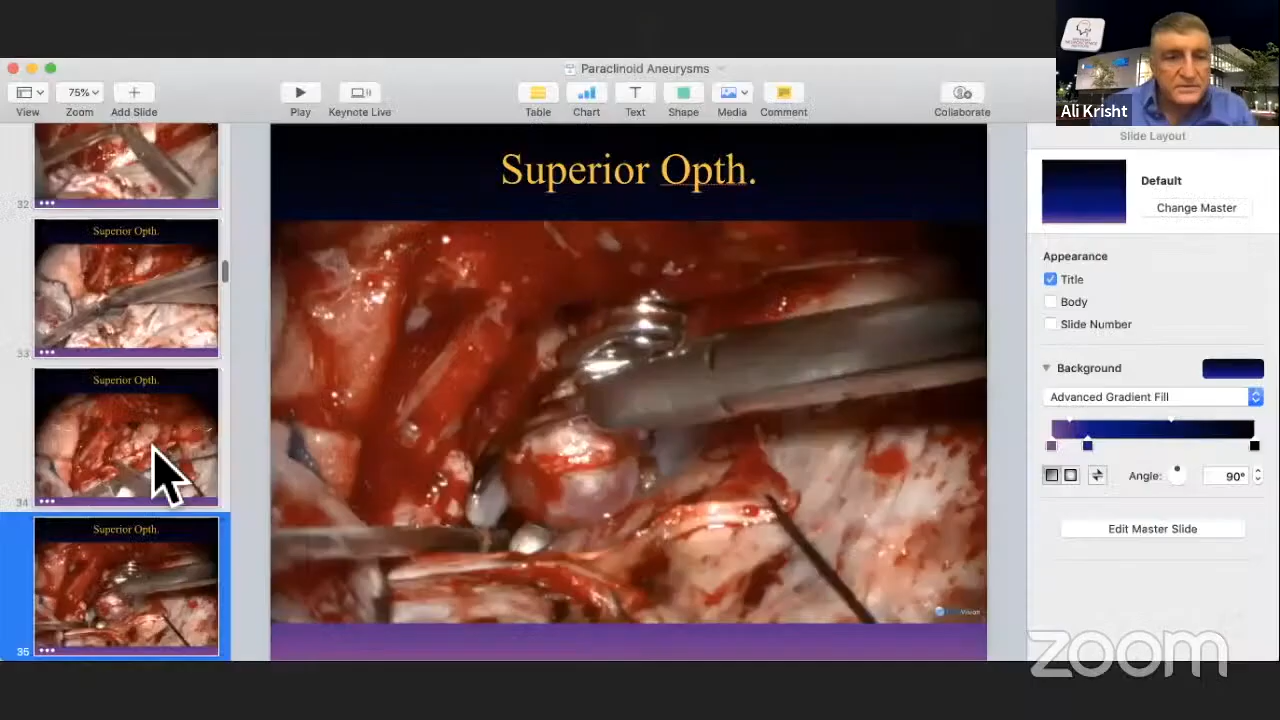 Paraclinoid Aneurysms
75%
View
Zoom
Add Slide
Play
Keynote Live
Table
Chart
Text
Shape
Media
Comment
Collaborate
Ali Krisht
Slide Layout
32
Superior Opth.
33
Superior Opth.
34
Superior Opth.
35
Superior Opth.
Default
Change Master
Appearance
Title
Body
Slide Number
Background
Advanced Gradient Fill
Angle:
90°
Edit Master Slide
zoom